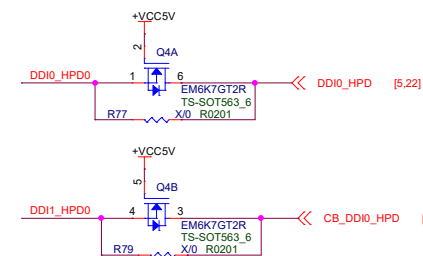 +VCC5V
2
Q4A
DDI0_HPD0 1 6 DDI0_HPD [5,22]
EM6K7GT2R
TS-SOT563_6
R77 X/0 R0201
+VCC5V
5
Q4B
DDI1_HPD0 4 3 CB_DDI0_HPD [
EM6K7GT2R
TS-SOT563_6
R79 X/0 R0201